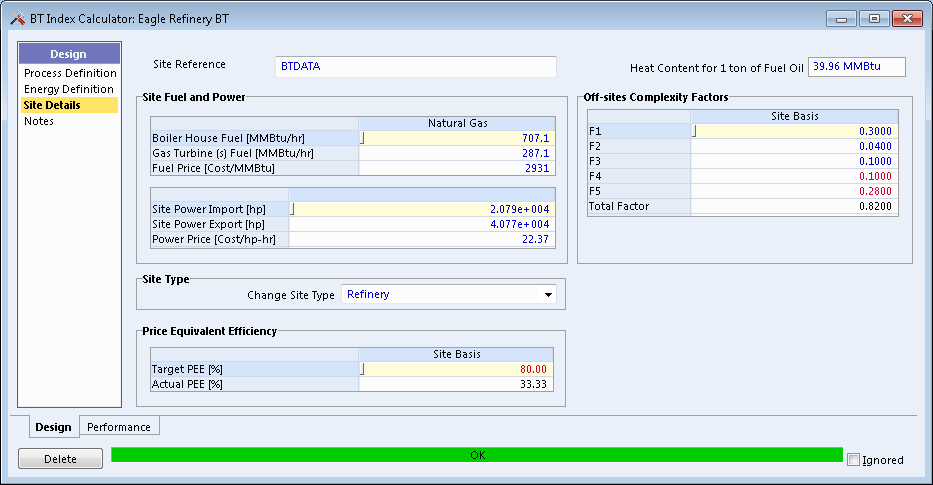 BT Index Calculator: Eagle Refinery BT
Design
Process Definition
Energy Definition
Site Details
Notes
Site Reference BTDATA
Heat Content for 1 ton of Fuel Oil 39.96 MMBtu
Site Fuel and Power
Natural Gas
Boiler House Fuel [MMBtu/hr] 707.1
Gas Turbine (s) Fuel [MMBtu/hr] 287.1
Fuel Price [Cost/MMBtu] 2931
Site Power Import [hp] 2.079e+004
Site Power Export [hp] 4.077e+004
Power Price [Cost/hp-hr] 22.37
Off-sites Complexity Factors
Site Basis
F1 0.3000
F2 0.0400
F3 0.1000
F4 0.1000
F5 0.2800
Total Factor 0.8200
Site Type
Change Site Type Refinery
Price Equivalent Efficiency
Site Basis
Target PEE [%] 80.00
Actual PEE [%] 33.33
Design Performance
Delete OK Ignored